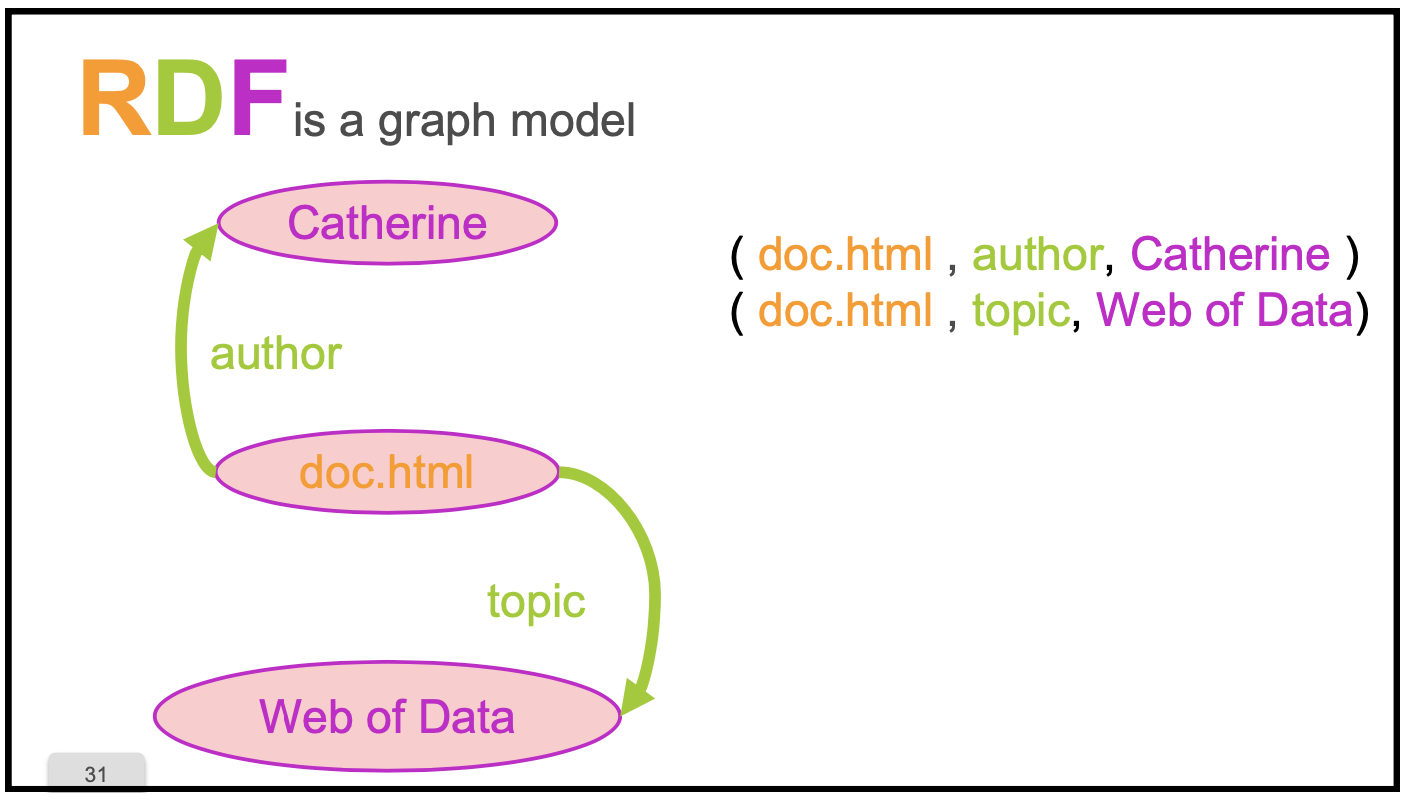 RDF is a graph model
Catherine
( doc.html , author, Catherine )
( doc.html , topic, Web of Data)
author
doc.html
topic
Web of Data
31